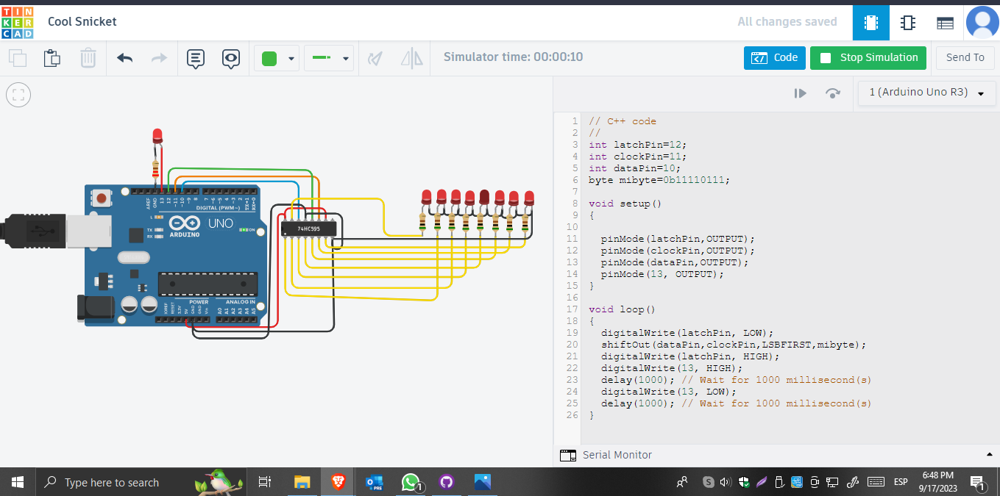 TINKERCAD
Cool Snicket
All changes saved
Simulator time: 00:00:10
Code
Stop Simulation
Send To
1 (Arduino Uno R3)
AREF
GND
13
12
~11
~10
~9
8
7
~6
~5
4
~3
2
TX→1
RX←0
DIGITAL (PWM~)
L
TX
RX
UNO
ON
ARDUINO
74HC595
POWER
ANALOG IN
IOREF
RESET
3.3V
5V
GND
GND
Vin
A0
A1
A2
A3
A4
A5
1 // C++ code
2 //
3 int latchPin=12;
4 int clockPin=11;
5 int dataPin=10;
6 byte mibyte=0b11110111;
7
8 void setup()
9 {
10
11 pinMode(latchPin,OUTPUT);
12 pinMode(clockPin,OUTPUT);
13 pinMode(dataPin,OUTPUT);
14 pinMode(13, OUTPUT);
15 }
16
17 void loop()
18 {
19 digitalWrite(latchPin, LOW);
20 shiftOut(dataPin,clockPin,LSBFIRST,mibyte);
21 digitalWrite(latchPin, HIGH);
22 digitalWrite(13, HIGH);
23 delay(1000); // Wait for 1000 millisecond(s)
24 digitalWrite(13, LOW);
25 delay(1000); // Wait for 1000 millisecond(s)
26 }
Serial Monitor
Type here to search
PRE
1
ESP
6:48 PM
9/17/2023
1